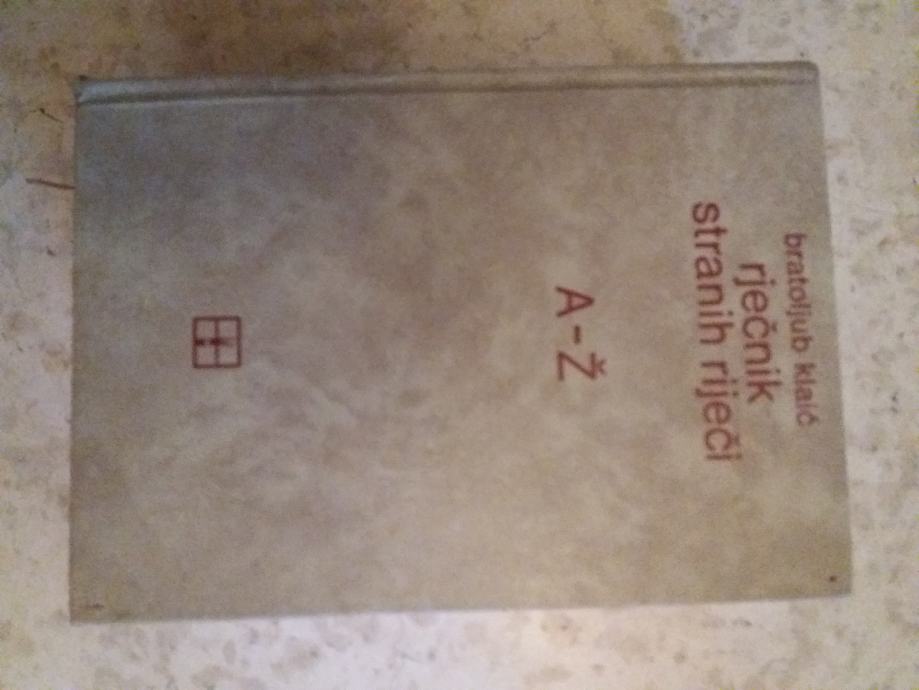 bratoljub klaić
rječnik
stranih riječi
A-Ž